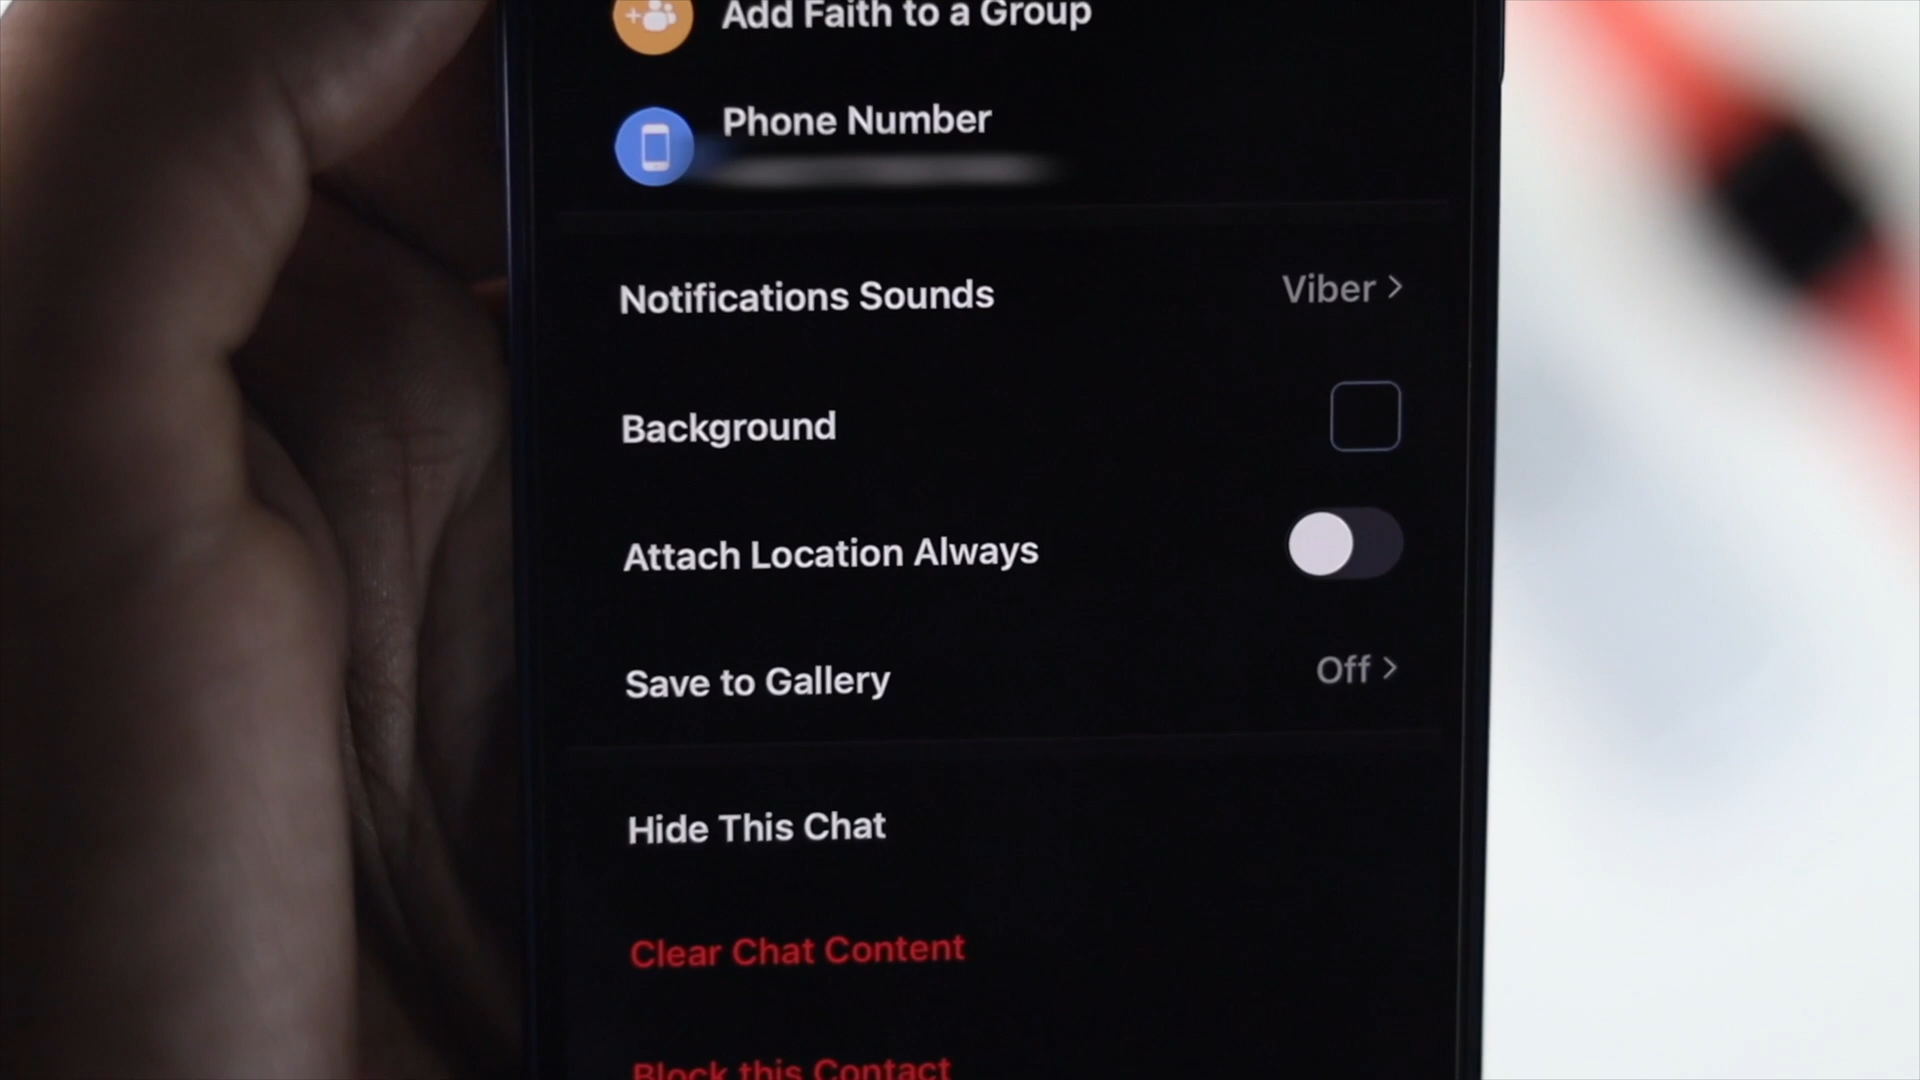 Add Faith to a Group
Phone Number
Notifications Sounds
Viber >
Background
Attach Location Always
Save to Gallery
Off >
Hide This Chat
Clear Chat Content
Block this Contact